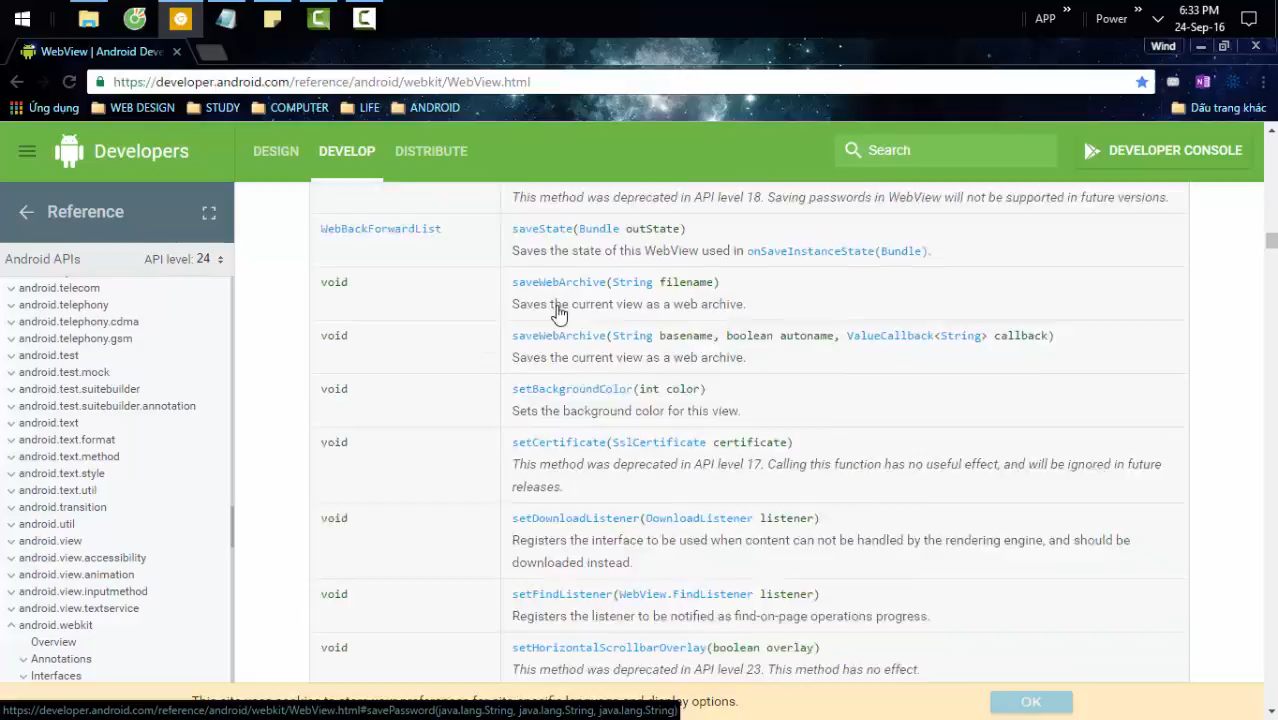 6:33 PM
APP
Power
24-Sep-16
WebView | Android Deve
Wind
https://developer.android.com/reference/android/webkit/WebView.html
Ứng dụng
WEB DESIGN
STUDY
COMPUTER
LIFE
ANDROID
Dấu trang khác
Developers
DESIGN
DEVELOP
DISTRIBUTE
Search
DEVELOPER CONSOLE
Reference
Android APIs
API level: 24
android.telecom
android.telephony
android.telephony.cdma
android.telephony.gsm
android.test
android.test.mock
android.test.suitebuilder
android.test.suitebuilder.annotation
android.text
android.text.format
android.text.method
android.text.style
android.text.util
android.transition
android.util
android.view
android.view.accessibility
android.view.animation
android.view.inputmethod
android.view.textservice
android.webkit
Overview
Annotations
Interfaces
This method was deprecated in API level 18. Saving passwords in WebView will not be supported in future versions.
WebBackForwardList
saveState(Bundle outState)
Saves the state of this WebView used in onSaveInstanceState(Bundle).
void
saveWebArchive(String filename)
Saves the current view as a web archive.
void
saveWebArchive(String basename, boolean autoname, ValueCallback<String> callback)
Saves the current view as a web archive.
void
setBackgroundColor(int color)
Sets the background color for this view.
void
setCertificate(SslCertificate certificate)
This method was deprecated in API level 17. Calling this function has no useful effect, and will be ignored in future
releases.
void
setDownloadListener(DownloadListener listener)
Registers the interface to be used when content can not be handled by the rendering engine, and should be
downloaded instead.
void
setFindListener(WebView.FindListener listener)
Registers the listener to be notified as find-on-page operations progress.
void
setHorizontalScrollbarOverlay(boolean overlay)
This method was deprecated in API level 23. This method has no effect.
display options.
OK
https://developer.android.com/reference/android/webkit/WebView.html#savePassword(java.lang.String, java.lang.String, java.lang.String)